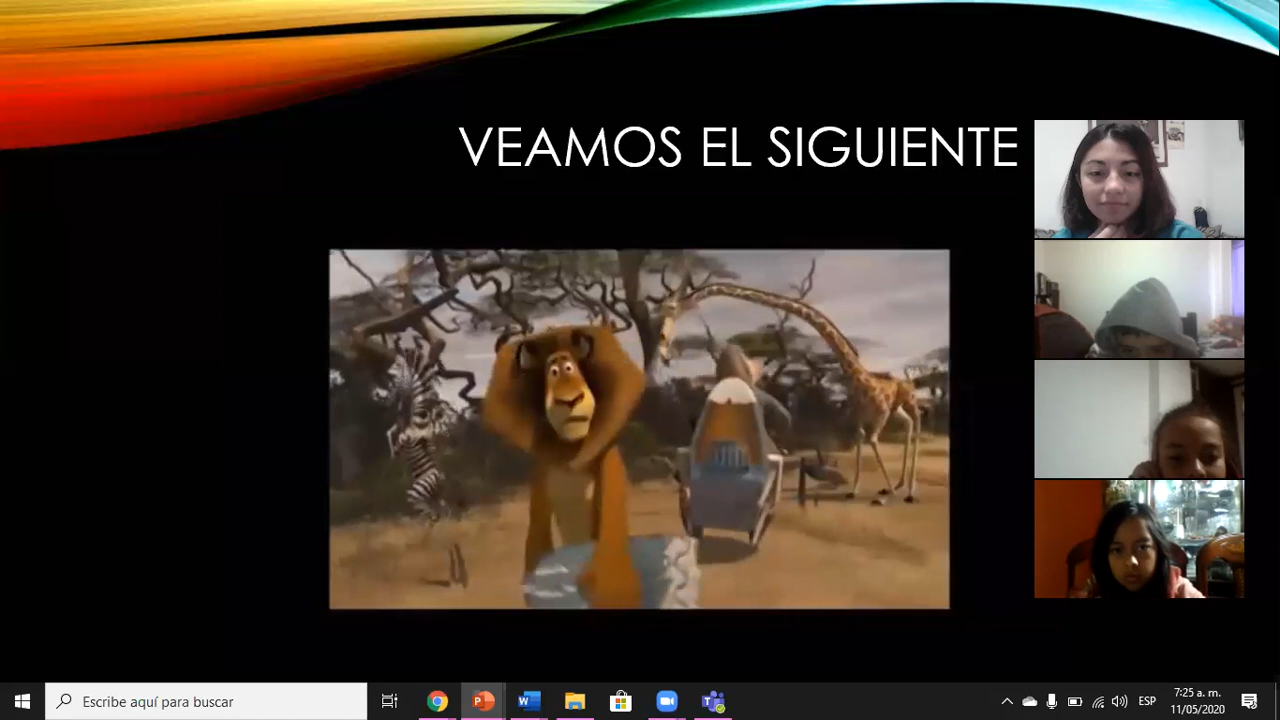 VEAMOS EL SIGUIENTE
Escribe aquí para buscar
ESP
7:25 a. m.
11/05/2020